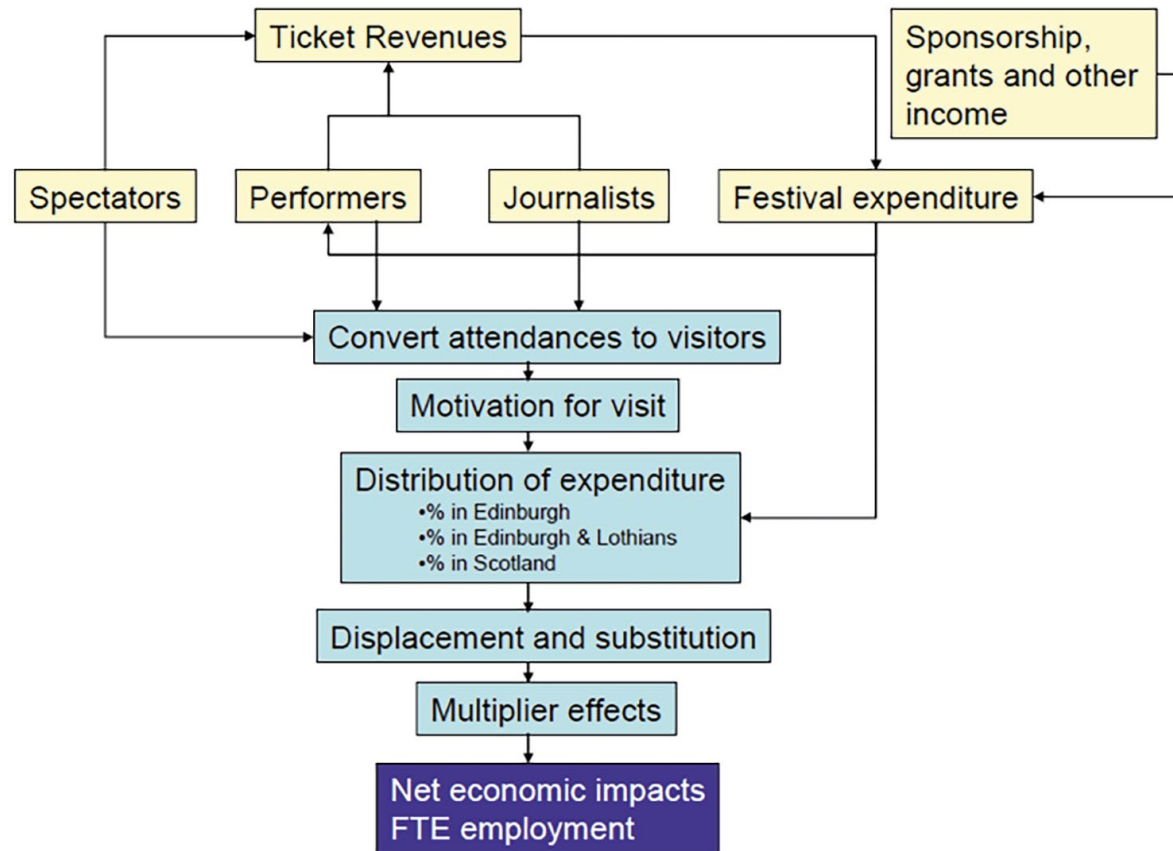 Ticket Revenues
Sponsorship,
grants and other
income
Spectators
Performers
Journalists
Festival expenditure
Convert attendances to visitors
Motivation for visit
Distribution of expenditure
•% in Edinburgh
•% in Edinburgh & Lothians
•% in Scotland
Displacement and substitution
Multiplier effects
Net economic impacts
FTE employment